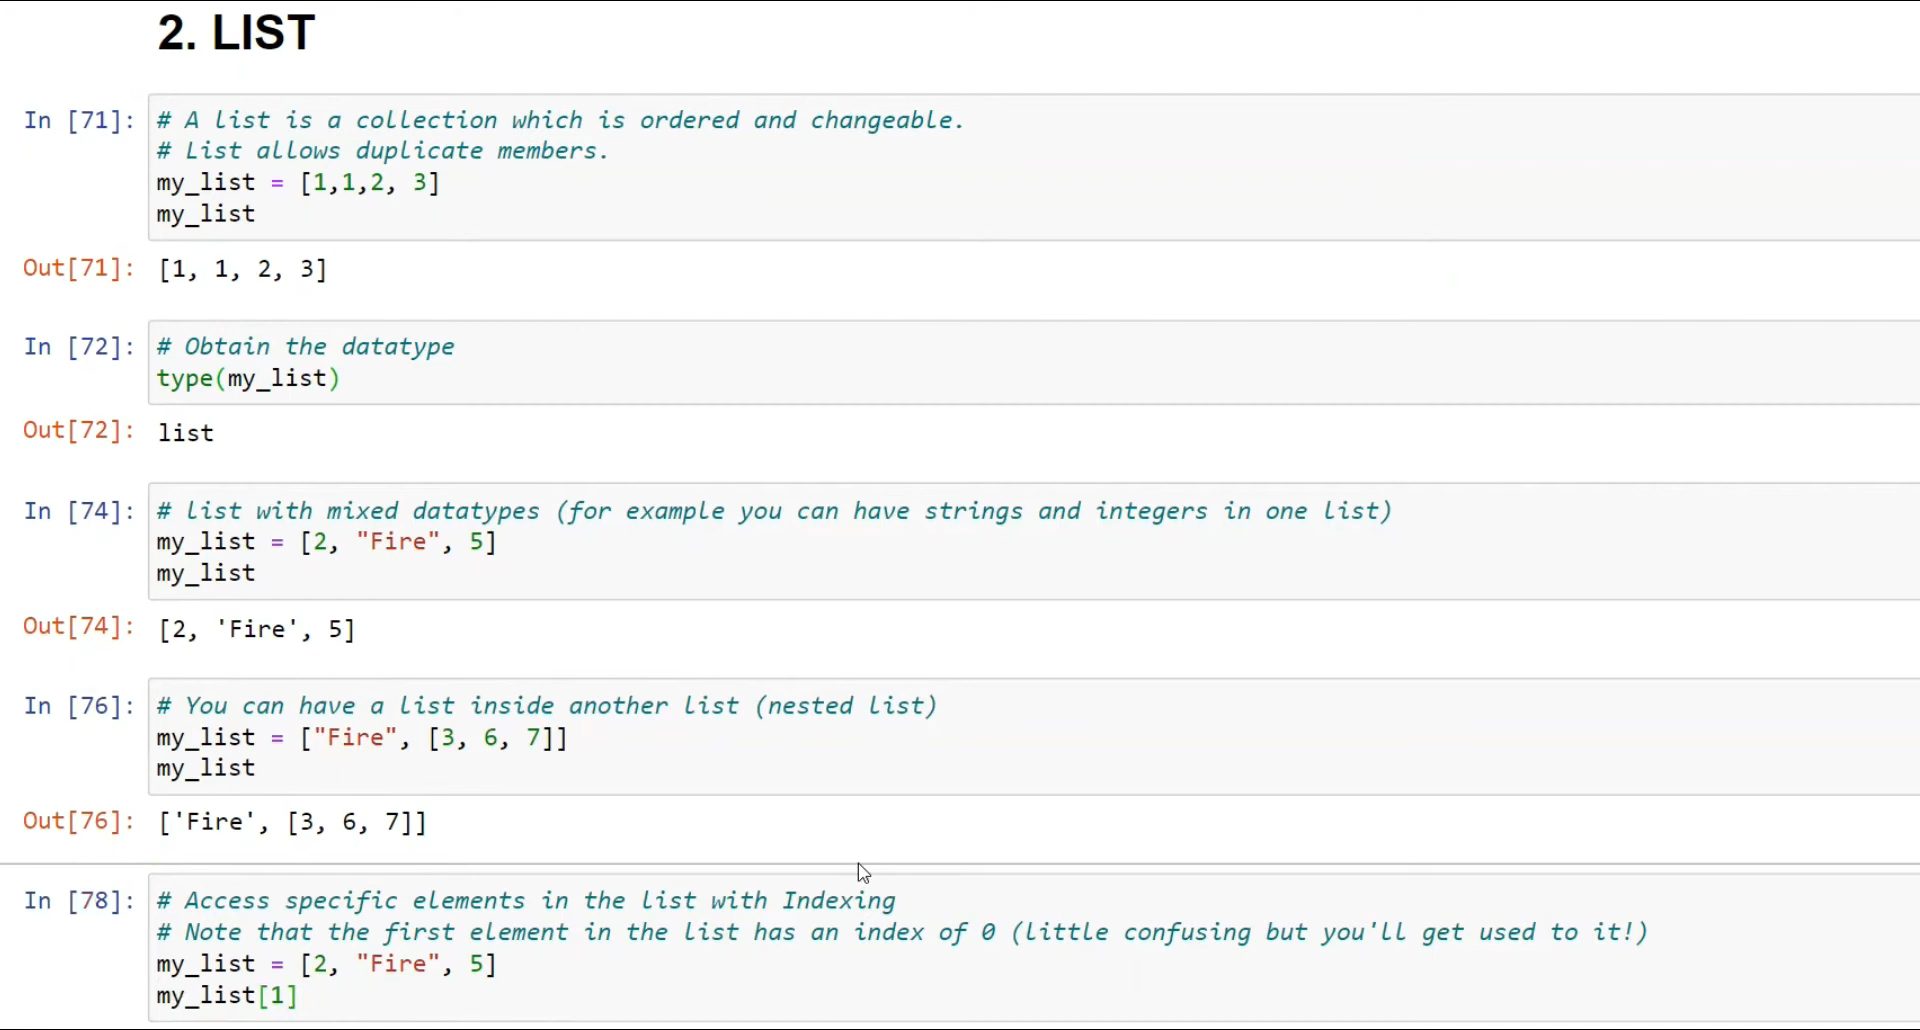 2. LIST
In [71]: # A list is a collection which is ordered and changeable.
# List allows duplicate members.
my_list = [1,1,2, 3]
my_list
Out[71]: [1, 1, 2, 3]
In [72]: # Obtain the datatype
type(my_list)
Out[72]: list
In [74]: # list with mixed datatypes (for example you can have strings and integers in one list)
my_list = [2, "Fire", 5]
my_list
Out[74]: [2, 'Fire', 5]
In [76]: # You can have a list inside another list (nested list)
my_list = ["Fire", [3, 6, 7]]
my_list
Out[76]: ['Fire', [3, 6, 7]]
In [78]: # Access specific elements in the list with Indexing
# Note that the first element in the list has an index of 0 (little confusing but you'll get used to it!)
my_list = [2, "Fire", 5]
my_list[1]